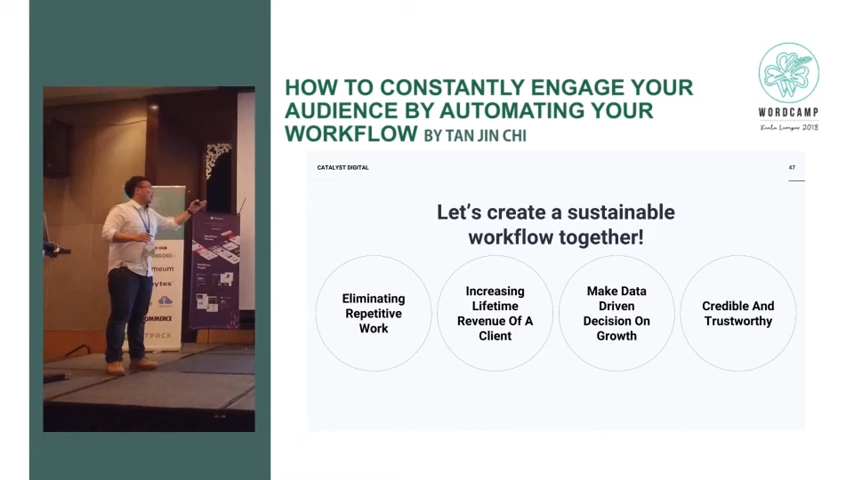 HOW TO CONSTANTLY ENGAGE YOUR
AUDIENCE BY AUTOMATING YOUR
WORKFLOW BY TAN JIN CHI
WORDCAMP
Kuala Lumpur 2018
CATALYST DIGITAL
47
Let's create a sustainable
workflow together!
Eliminating
Repetitive
Work
Increasing
Lifetime
Revenue Of A
Client
Make Data
Driven
Decision On
Growth
Credible And
Trustworthy